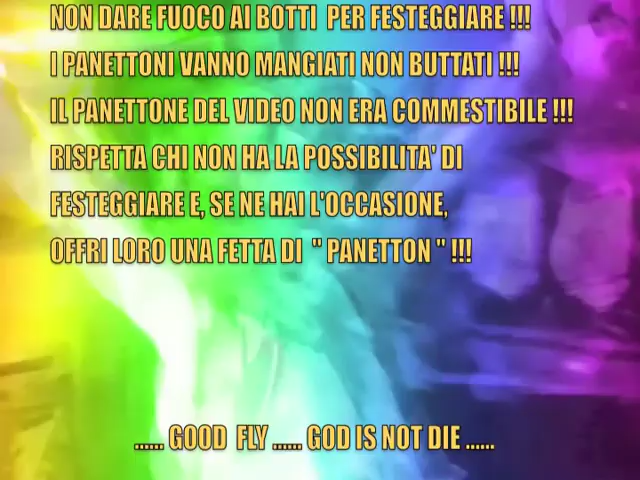 NON DARE FUOCO AI BOTTI PER FESTEGGIARE !!!
I PANETTONI VANNO MANGIATI NON BUTTATI !!!
IL PANETTONE DEL VIDEO NON ERA COMMESTIBILE !!!
RISPETTA CHI NON HA LA POSSIBILITA' DI
FESTEGGIARE E, SE NE HAI L'OCCASIONE,
OFFRI LORO UNA FETTA DI " PANETTON " !!!
...... GOOD FLY ...... GOD IS NOT DIE ......